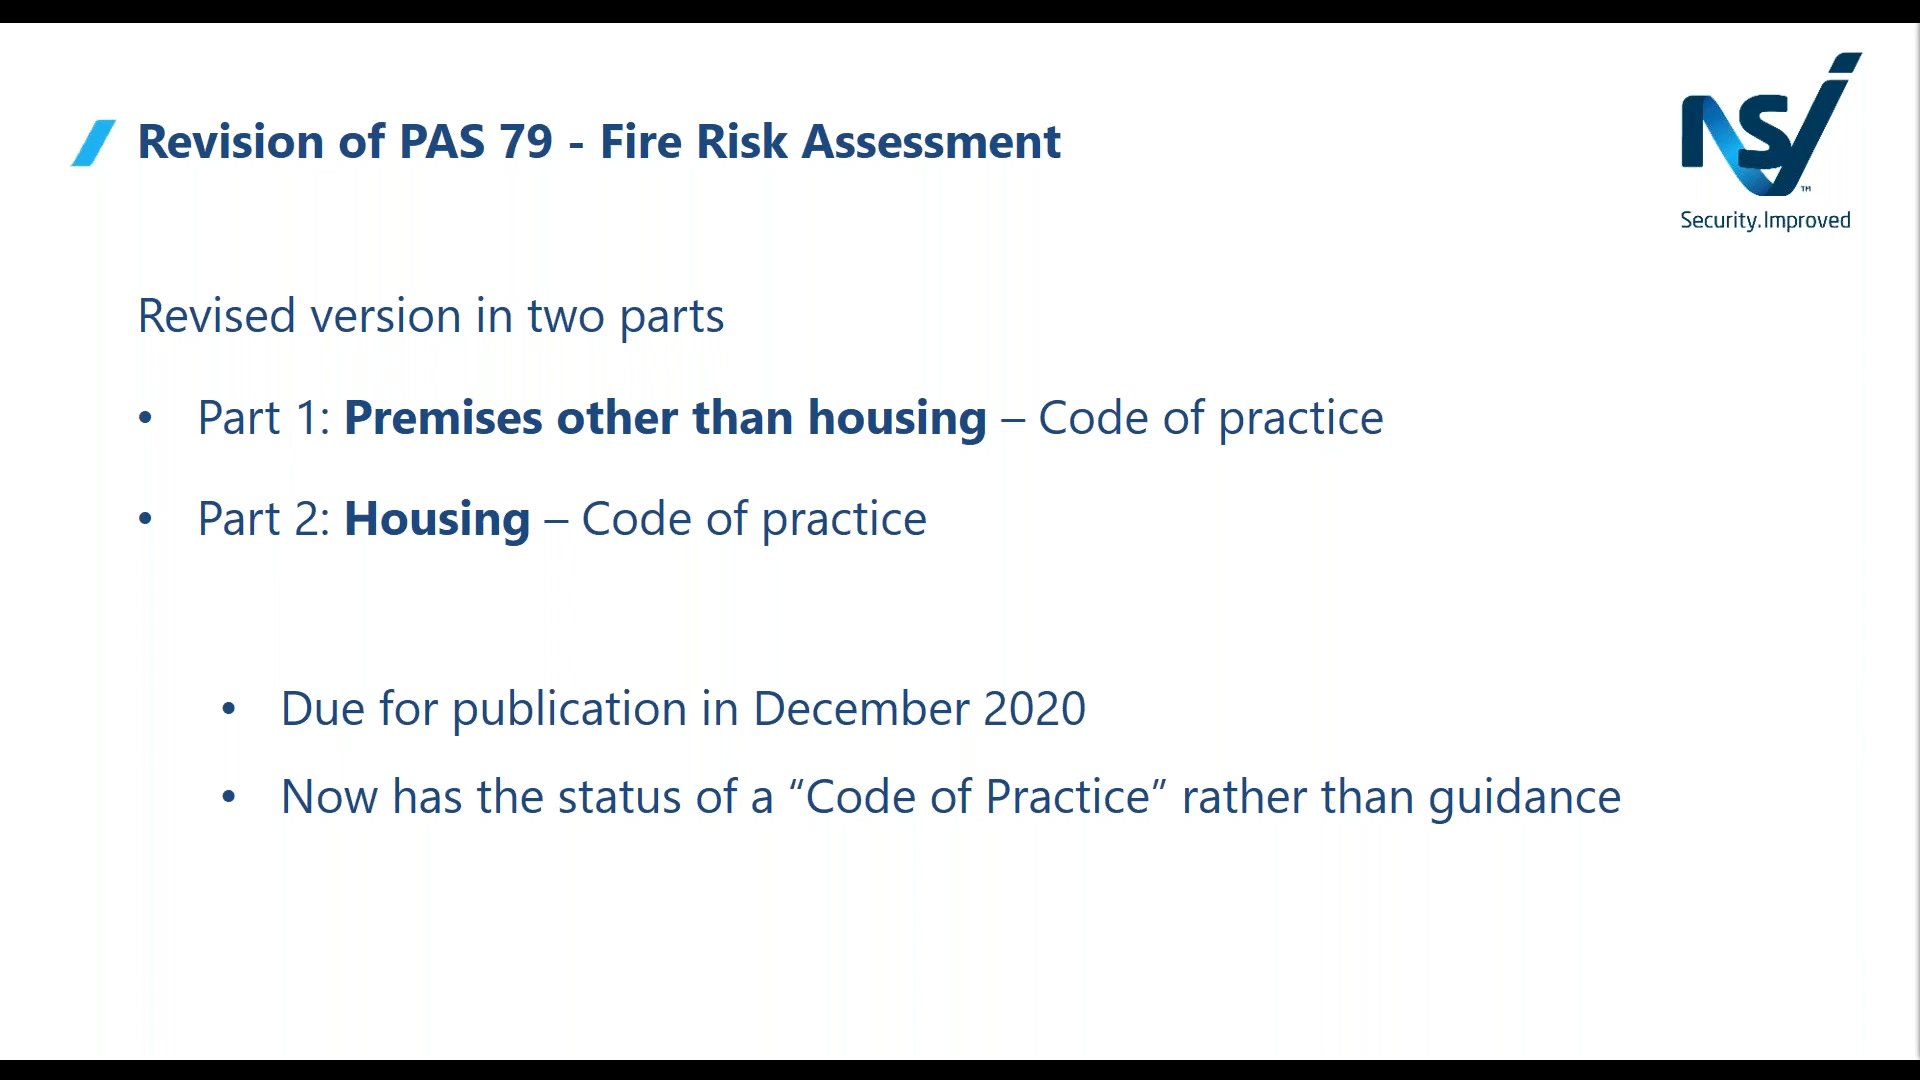 Revision of PAS 79 - Fire Risk Assessment
NSi
TM
Security.Improved
Revised version in two parts
• Part 1: Premises other than housing – Code of practice
• Part 2: Housing – Code of practice
• Due for publication in December 2020
• Now has the status of a “Code of Practice” rather than guidance